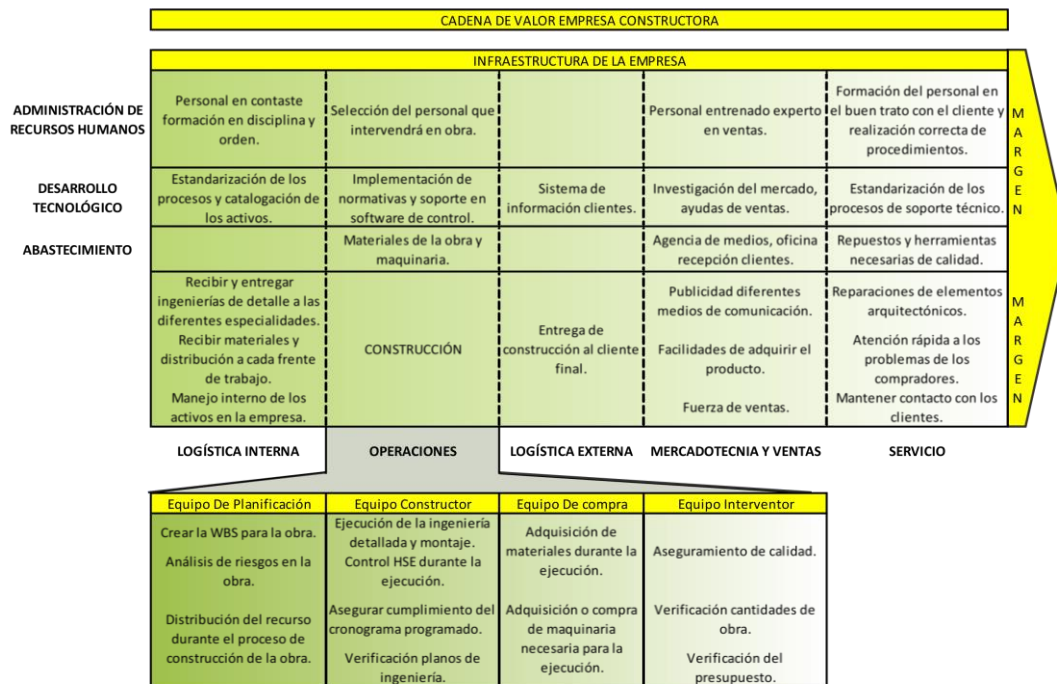 CADENA DE VALOR EMPRESA CONSTRUCTORA
INFRAESTRUCTURA DE LA EMPRESA
ADMINISTRACIÓN DE
RECURSOS HUMANOS
Personal en contaste
formación en disciplina y
orden.
Selección del personal que
intervendrá en obra.
Personal entrenado experto
en ventas.
Formación del personal en
el buen trato con el cliente y
realización correcta de
procedimientos.
DESARROLLO
TECNOLÓGICO
Estandarización de los
procesos y catalogación de
los activos.
Implementación de
normativas y soporte en
software de control.
Sistema de
información clientes.
Investigación del mercado,
ayudas de ventas.
Estandarización de los
procesos de soporte técnico.
ABASTECIMIENTO
Materiales de la obra y
maquinaria.
Agencia de medios, oficina
recepción clientes.
Repuestos y herramientas
necesarias de calidad.
Recibir y entregar
ingenierías de detalle a las
diferentes especialidades.
Recibir materiales y
distribución a cada frente
de trabajo.
Manejo interno de los
activos en la empresa.
CONSTRUCCIÓN
Entrega de
construcción al cliente
final.
Publicidad diferentes
medios de comunicación.
Facilidades de adquirir el
producto.
Fuerza de ventas.
Reparaciones de elementos
arquitectónicos.
Atención rápida a los
problemas de los
compradores.
Mantener contacto con los
clientes.
MARGEN
MARGEN
LOGÍSTICA INTERNA
OPERACIONES
LOGÍSTICA EXTERNA
MERCADOTECNIA Y VENTAS
SERVICIO
Equipo De Planificación
Equipo Constructor
Equipo De compra
Equipo Interventor
Crear la WBS para la obra.
Análisis de riesgos en la
obra.
Distribución del recurso
durante el proceso de
construcción de la obra.
Ejecución de la ingeniería
detallada y montaje.
Control HSE durante la
ejecución.
Asegurar cumplimiento del
cronograma programado.
Verificación planos de
ingeniería.
Adquisición de
materiales durante la
ejecución.
Adquisición o compra
de maquinaria
necesaria para la
ejecución.
Aseguramiento de calidad.
Verificación cantidades de
obra.
Verificación del
presupuesto.